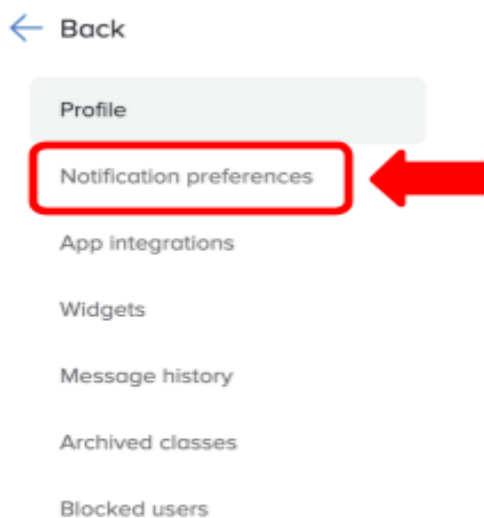 Back
Profile
Notification preferences
App integrations
Widgets
Message history
Archived classes
Blocked users